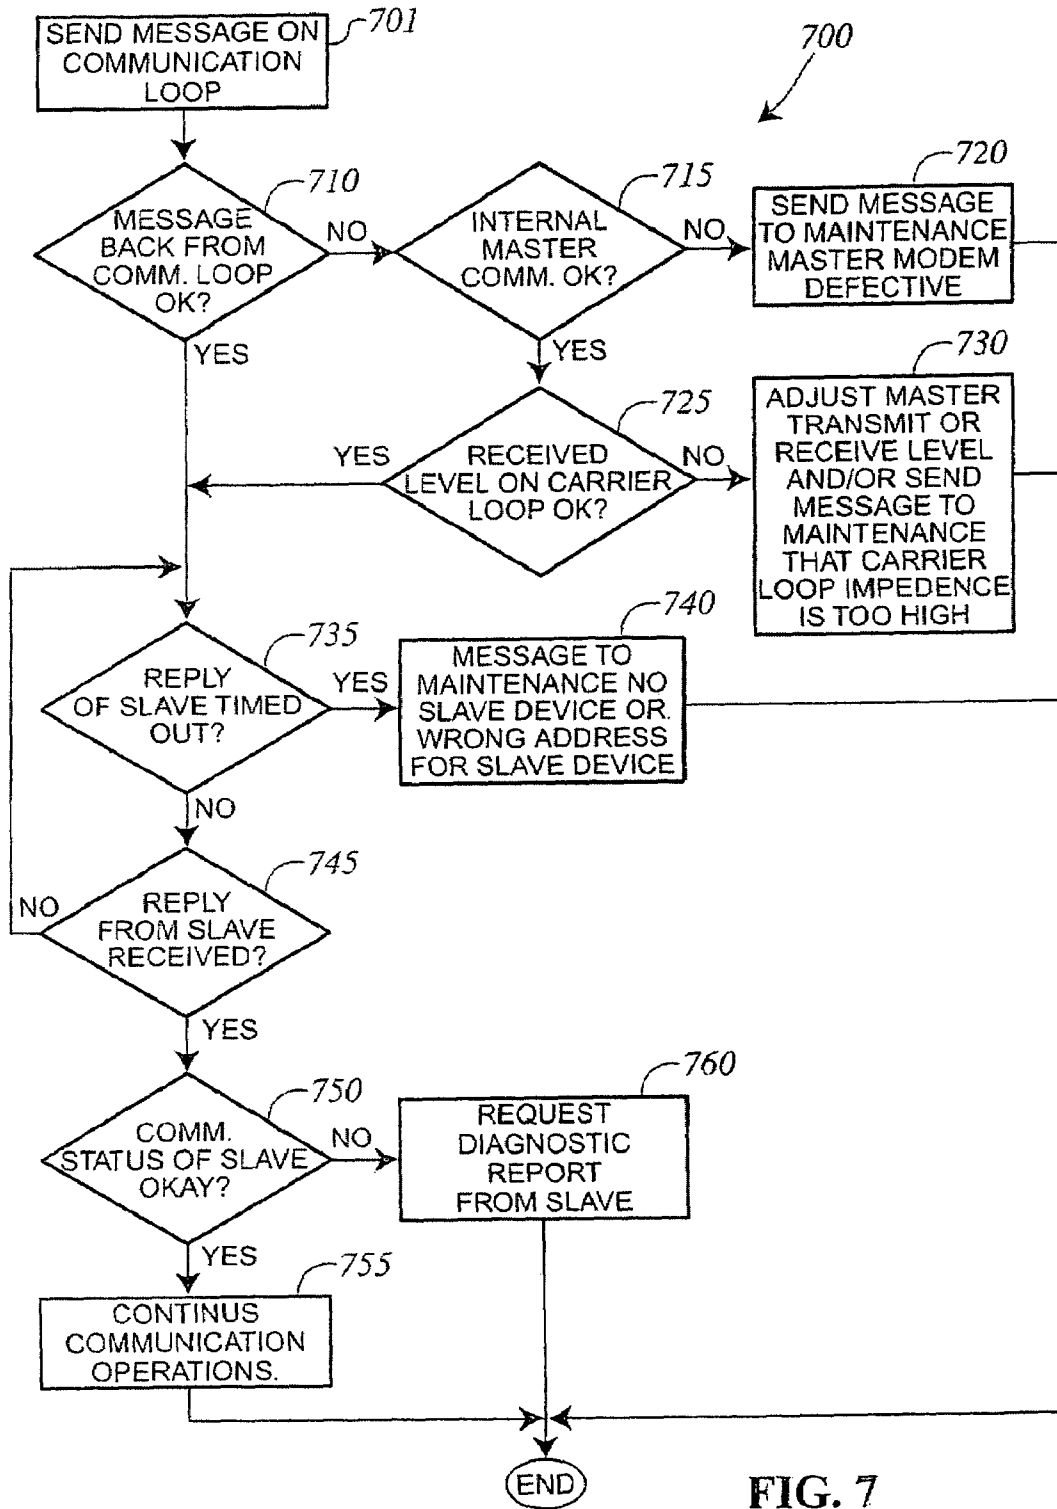 SEND MESSAGE ON
COMMUNICATION
LOOP
701
700
MESSAGE
BACK FROM
COMM. LOOP
OK?
710
NO
YES
INTERNAL
MASTER
COMM. OK?
715
NO
YES
SEND MESSAGE
TO MAINTENANCE
MASTER MODEM
DEFECTIVE
720
RECEIVED
LEVEL ON CARRIER
LOOP OK?
725
YES
NO
ADJUST MASTER
TRANSMIT OR
RECEIVE LEVEL
AND/OR SEND
MESSAGE TO
MAINTENANCE
THAT CARRIER
LOOP IMPEDENCE
IS TOO HIGH
730
REPLY
OF SLAVE TIMED
OUT?
735
YES
NO
MESSAGE TO
MAINTENANCE NO
SLAVE DEVICE OR.
WRONG ADDRESS
FOR SLAVE DEVICE
740
REPLY
FROM SLAVE
RECEIVED?
745
NO
YES
COMM.
STATUS OF SLAVE
OKAY?
750
NO
YES
REQUEST
DIAGNOSTIC
REPORT
FROM SLAVE
760
CONTINUS
COMMUNICATION
OPERATIONS.
755
END
FIG. 7